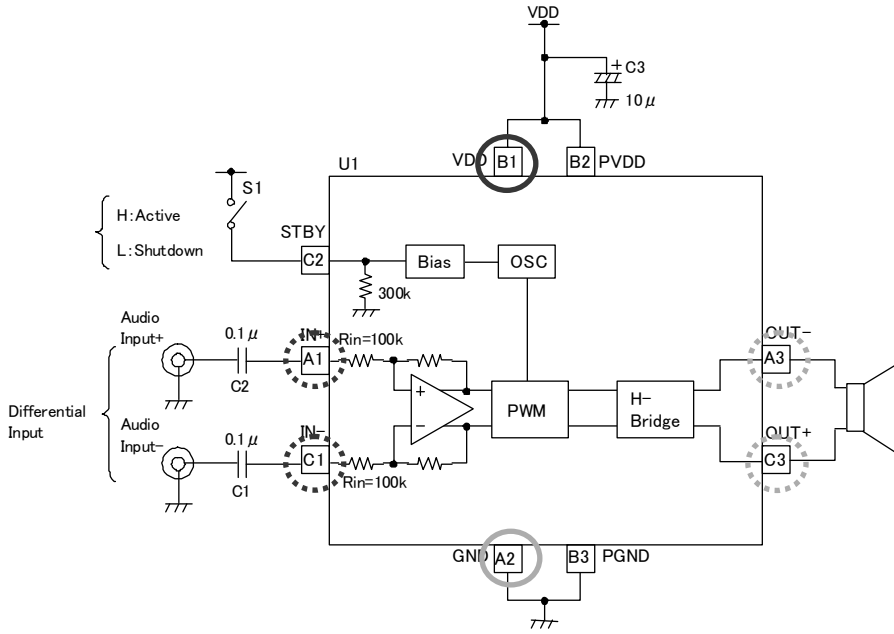 VDD
+ C3
10μ
U1
VDD B1 B2 PVDD
S1
H:Active
L:Shutdown
STBY
C2
Bias
OSC
300k
Audio
Input+
0.1μ
IN+
Rin=100k
A1
C2
OUT-
A3
+
−
PWM
H-
Bridge
Differential
Input
Audio
Input-
0.1μ
IN-
C1
C1
Rin=100k
OUT+
C3
GND A2 B3 PGND